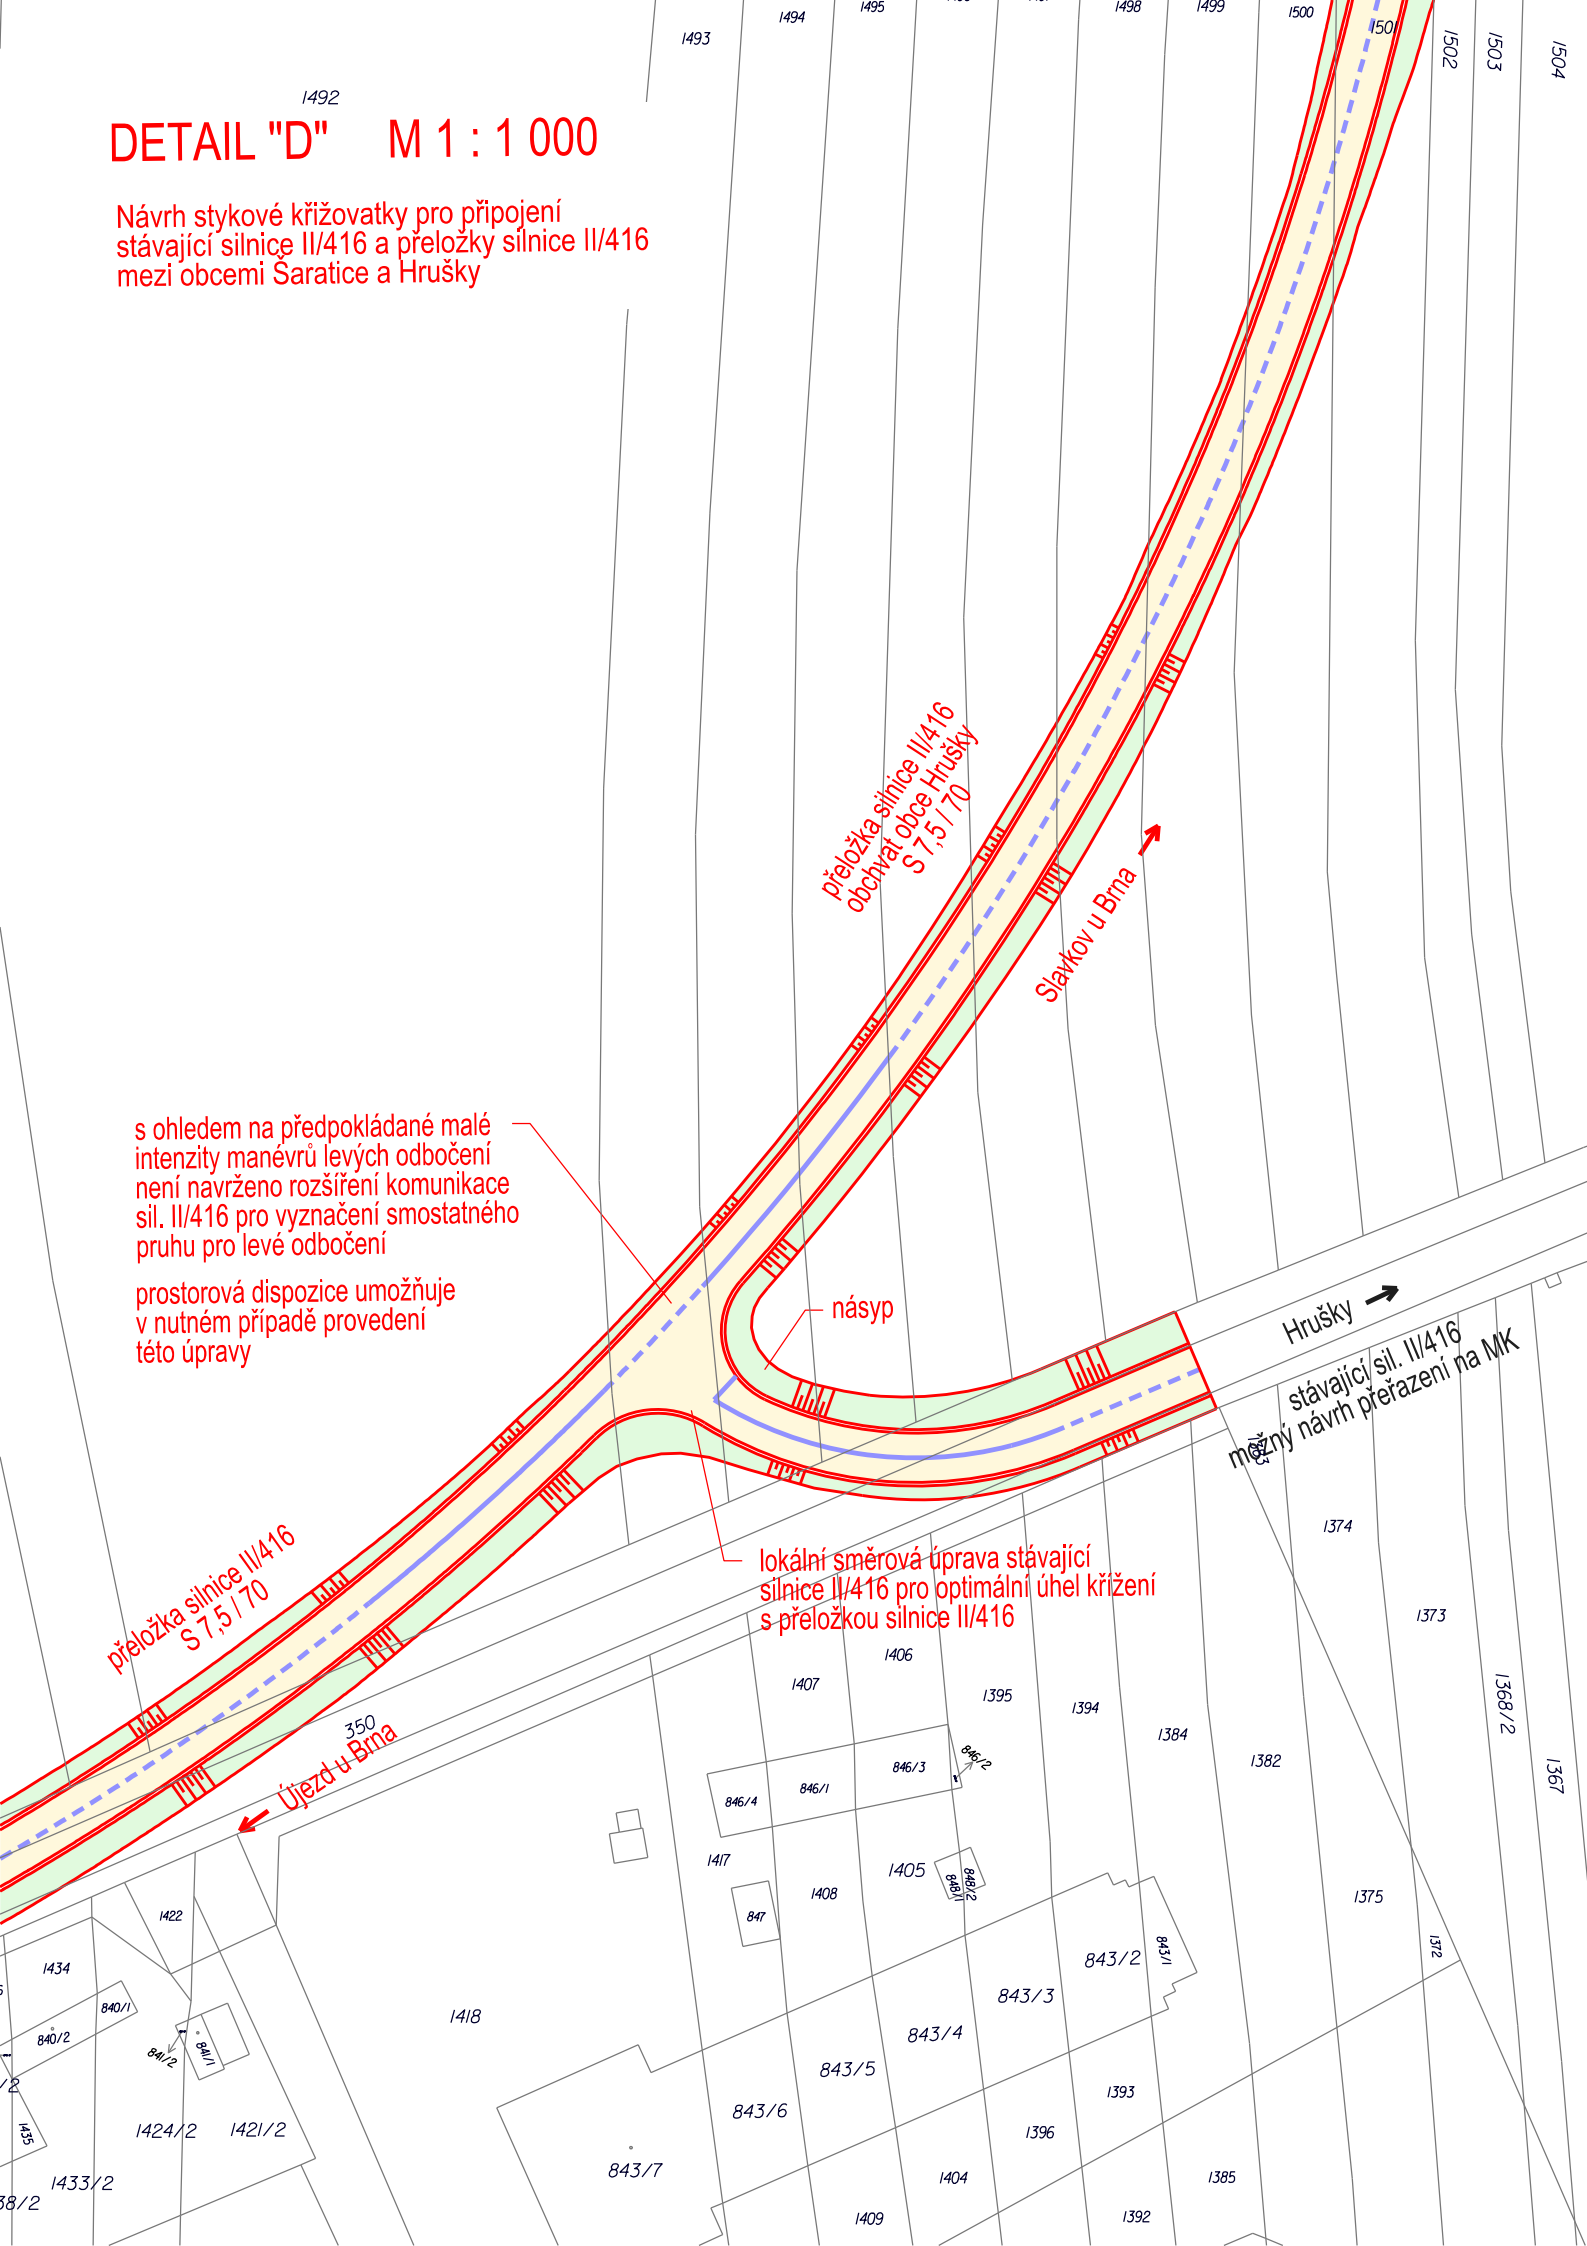 1493
1494
1495
1498
1499
1500
1501
1502
1503
1504
1492
DETAIL "D" M 1 : 1 000
Návrh stykové křižovatky pro připojení
stávající silnice II/416 a přeložky silnice II/416
mezi obcemi Šaratice a Hrušky
přeložka silnice II/416
obchvat obce Hrušky
S 7,5 / 70
Slavkov u Brna
s ohledem na předpokládané malé
intenzity manévrů levých odbočení
není navrženo rozšíření komunikace
sil. II/416 pro vyznačení smostatného
pruhu pro levé odbočení
prostorová dispozice umožňuje
v nutném případě provedení
této úpravy
násyp
Hrušky
stávající sil. II/416
možný návrh přeřazení na MK
1374
přeložka silnice II/416
S 7,5 / 70
lokální směrová úprava stávající
silnice II/416 pro optimální úhel křížení
s přeložkou silnice II/416
1373
1406
1407
1395
1394
1384
1382
1368/2
1367
350
Újezd u Brna
846/4
846/1
846/3
846/2
1417
1408
1405
848/1
848/2
847
1375
1372
1422
1434
840/1
840/2
841/2
841/1
1435
1424/2
1421/2
1433/2
38/2
/2
1418
843/1
843/2
843/3
843/4
843/5
843/6
843/7
1393
1396
1404
1409
1385
1392